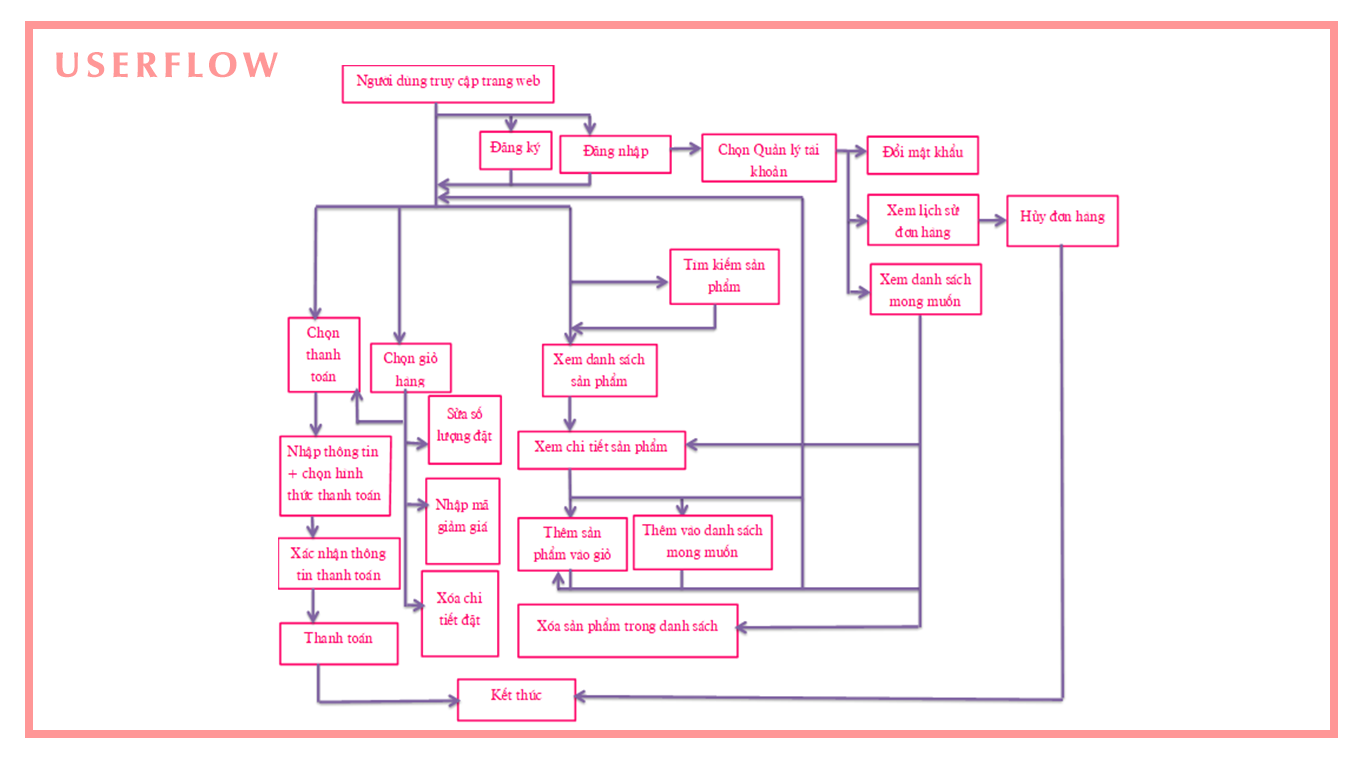 USERFLOW
Người dùng truy cập trang web
Đăng ký
Đăng nhập
Chọn Quản lý tai
khoản
Đổi mật khẩu
Xem lịch sử
đơn hàng
Hủy đơn hàng
Tìm kiếm sản
phẩm
Xem danh sách
mong muốn
Chọn
thanh
toán
Chọn giỏ
hàng
Xem danh sách
sản phẩm
Sửa số
lượng đặt
Xem chi tiết sản phẩm
Nhập thông tin
+ chọn hình
thức thanh toán
Nhập mã
giảm giá
Thêm sản
phẩm vào giỏ
Thêm vào danh sách
mong muốn
Xác nhận thông
tin thanh toán
Xóa chi
tiết đặt
Xóa sản phẩm trong danh sách
Thanh toán
Kết thúc